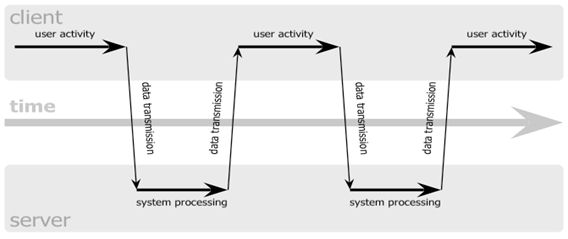 client
user activity
user activity
user activity
data transmission
data transmission
data transmission
data transmission
time
system processing
system processing
server